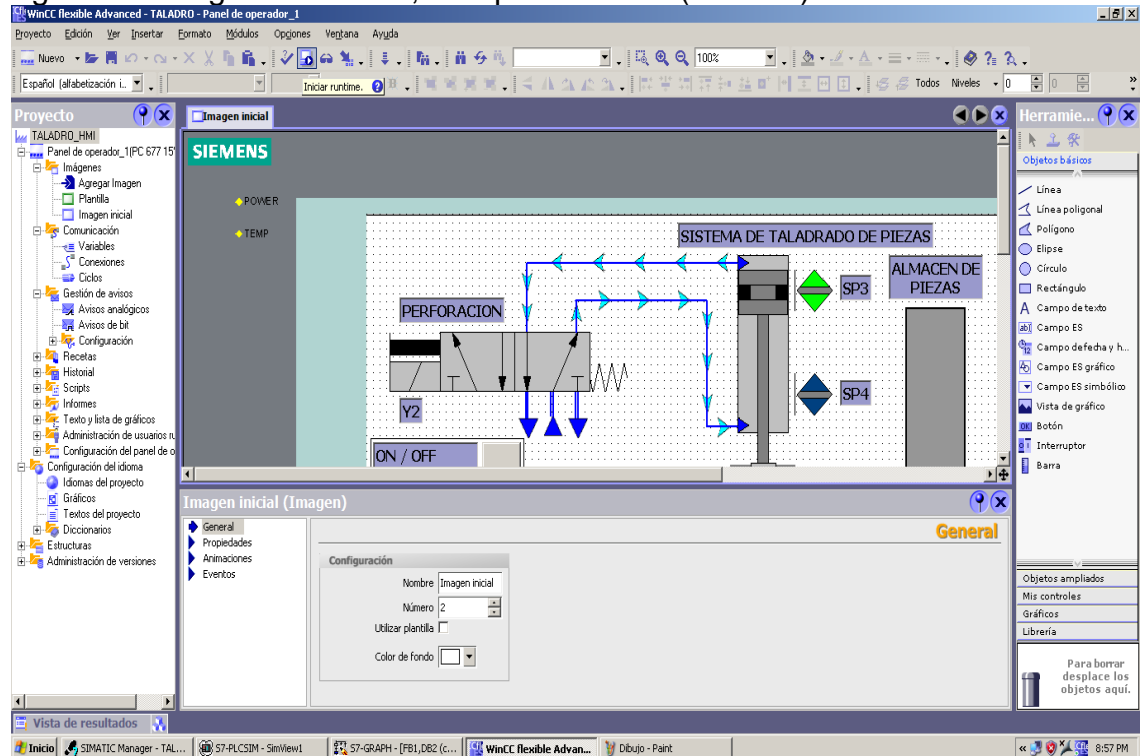 WinCC flexible Advanced - TALADRO - Panel de operador_1
Proyecto Edición Ver Insertar Formato Módulos Opciones Ventana Ayuda
Nuevo 100%
Español (alfabetización i... Iniciar runtime. Todos Niveles 0 0
Proyecto
TALADRO_HMI
Panel de operador_1(PC 677 15"
Imágenes
Agregar Imagen
Plantilla
Imagen inicial
Comunicación
Variables
Conexiones
Ciclos
Gestión de avisos
Avisos analógicos
Avisos de bit
Configuración
Recetas
Historial
Scripts
Informes
Texto y lista de gráficos
Administración de usuarios ru
Configuración del panel de o
Configuración del idioma
Idiomas del proyecto
Gráficos
Textos del proyecto
Diccionarios
Estructuras
Administración de versiones
Imagen inicial
SIEMENS
POWER
TEMP
SISTEMA DE TALADRADO DE PIEZAS
ALMACEN DE
PIEZAS
SP3
PERFORACION
SP4
Y2
ON / OFF
Imagen inicial (Imagen)
General
Propiedades
Animaciones
Eventos
General
Configuración
Nombre Imagen inicial
Número 2
Utilizar plantilla
Color de fondo
Herramie...
Objetos básicos
Línea
Línea poligonal
Polígono
Elipse
Círculo
Rectángulo
Campo de texto
Campo ES
Campo de fecha y h...
Campo ES gráfico
Campo ES simbólico
Vista de gráfico
Botón
Interruptor
Barra
Objetos ampliados
Mis controles
Gráficos
Librería
Para borrar
desplace los
objetos aquí.
Vista de resultados
Inicio SIMATIC Manager - TAL... S7-PLCSIM - SimView1 S7-GRAPH - [FB1,DB2 (c... WinCC flexible Advan... Dibujo - Paint 8:57 PM